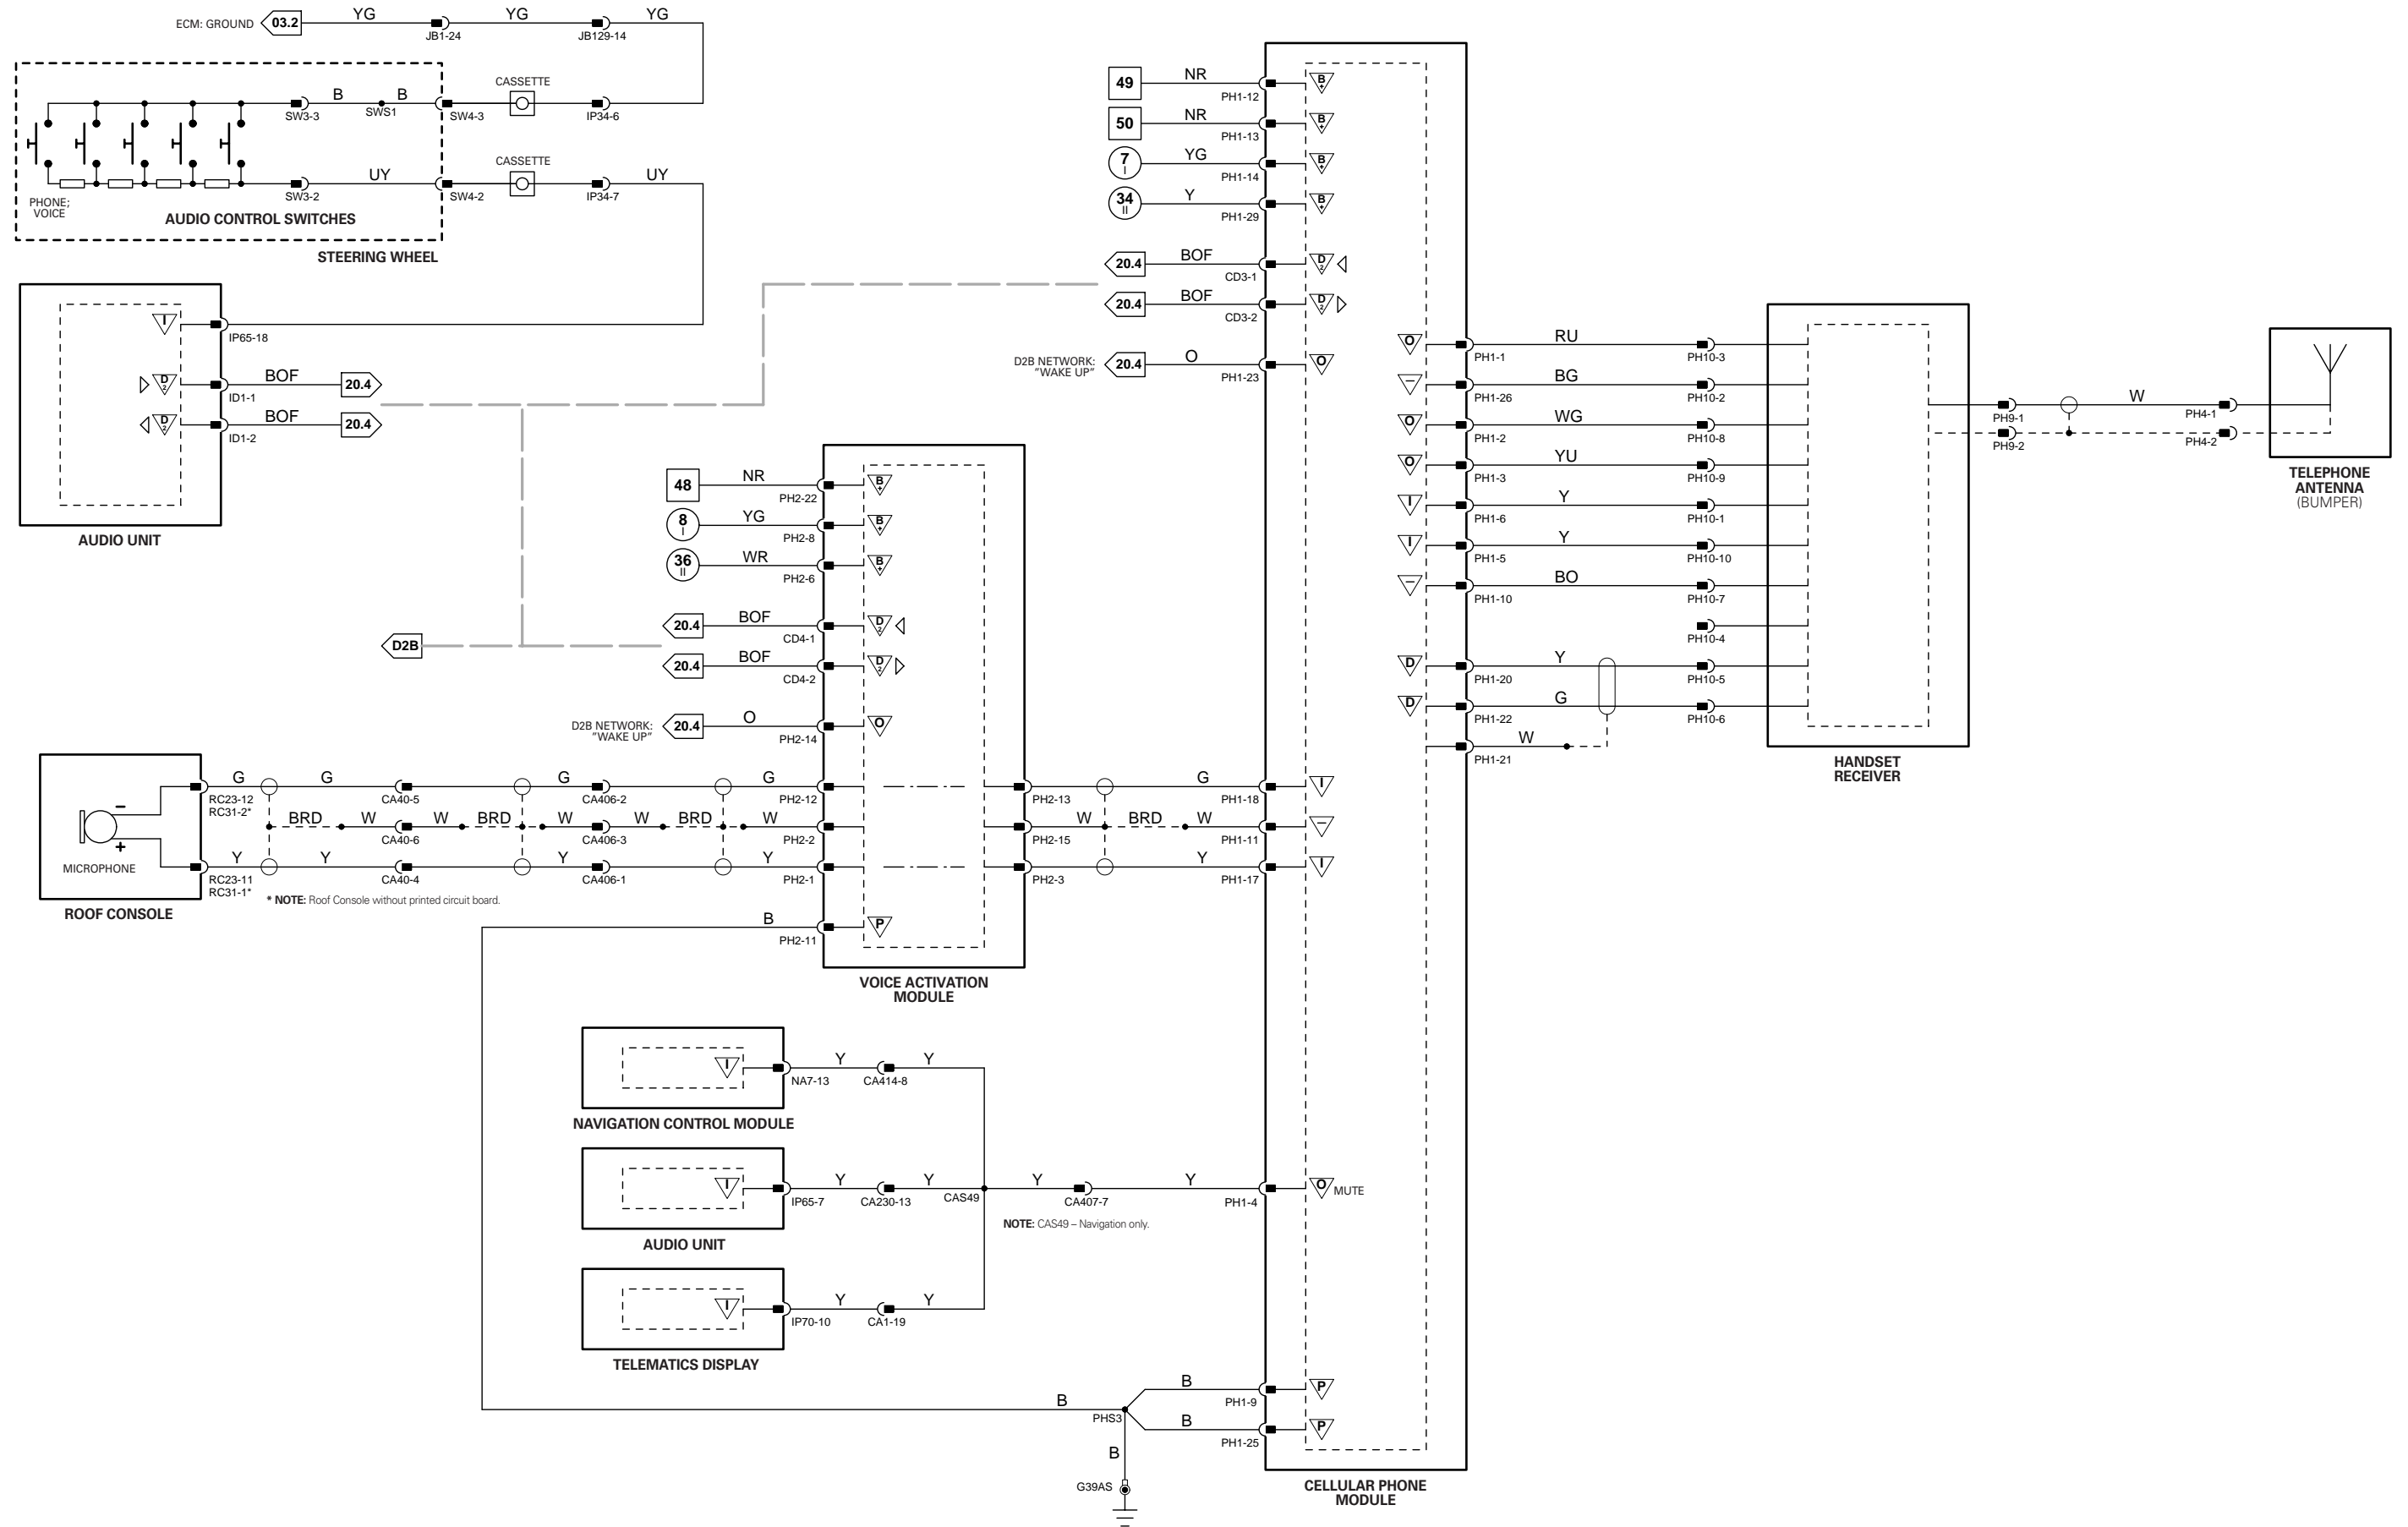 ECM: GROUND
03.2
YG
JB1-24
YG
JB129-14
YG
SW3-3
B
SWS1
B
SW4-3
CASSETTE
IP34-6
SW3-2
UY
SW4-2
CASSETTE
IP34-7
UY
PHONE;
VOICE
AUDIO CONTROL SWITCHES
STEERING WHEEL
I
IP65-18
D
2
BOF
20.4
ID1-1
D
2
BOF
20.4
ID1-2
AUDIO UNIT
D2B
48
NR
PH2-22
B
+
8
I
YG
PH2-8
B
+
36
II
WR
PH2-6
B
+
20.4
BOF
CD4-1
D
2
20.4
BOF
CD4-2
D
2
D2B NETWORK:
"WAKE UP"
20.4
O
PH2-14
O
MICROPHONE
–
+
ROOF CONSOLE
G
G
G
G
RC23-12
RC31-2*
CA40-5
CA406-2
PH2-12
BRD
W
W
BRD
W
W
BRD
W
CA40-6
CA406-3
PH2-2
Y
Y
Y
Y
RC23-11
RC31-1*
CA40-4
CA406-1
PH2-1
* NOTE: Roof Console without printed circuit board.
B
PH2-11
P
VOICE ACTIVATION
MODULE
PH2-13
G
PH1-18
I
W
BRD
W
PH2-15
PH1-11
–
PH2-3
Y
PH1-17
I
I
Y
Y
NA7-13
CA414-8
NAVIGATION CONTROL MODULE
I
Y
Y
IP65-7
CA230-13
CAS49
Y
CA407-7
Y
PH1-4
O
MUTE
NOTE: CAS49 – Navigation only.
AUDIO UNIT
I
Y
Y
IP70-10
CA1-19
TELEMATICS DISPLAY
B
PHS3
B
PH1-9
P
B
PH1-25
P
B
G39AS
CELLULAR PHONE
MODULE
49
NR
PH1-12
B
+
50
NR
PH1-13
B
+
7
I
YG
PH1-14
B
+
34
II
Y
PH1-29
B
+
20.4
BOF
CD3-1
D
2
20.4
BOF
CD3-2
D
2
D2B NETWORK:
"WAKE UP"
20.4
O
PH1-23
O
O
RU
PH1-1
PH10-3
–
BG
PH1-26
PH10-2
O
WG
PH1-2
PH10-8
O
YU
PH1-3
PH10-9
I
Y
PH1-6
PH10-1
I
Y
PH1-5
PH10-10
–
BO
PH1-10
PH10-7
PH10-4
D
Y
PH1-20
PH10-5
D
G
PH1-22
PH10-6
W
PH1-21
HANDSET
RECEIVER
PH9-1
W
PH4-1
PH9-2
PH4-2
TELEPHONE
ANTENNA
(BUMPER)